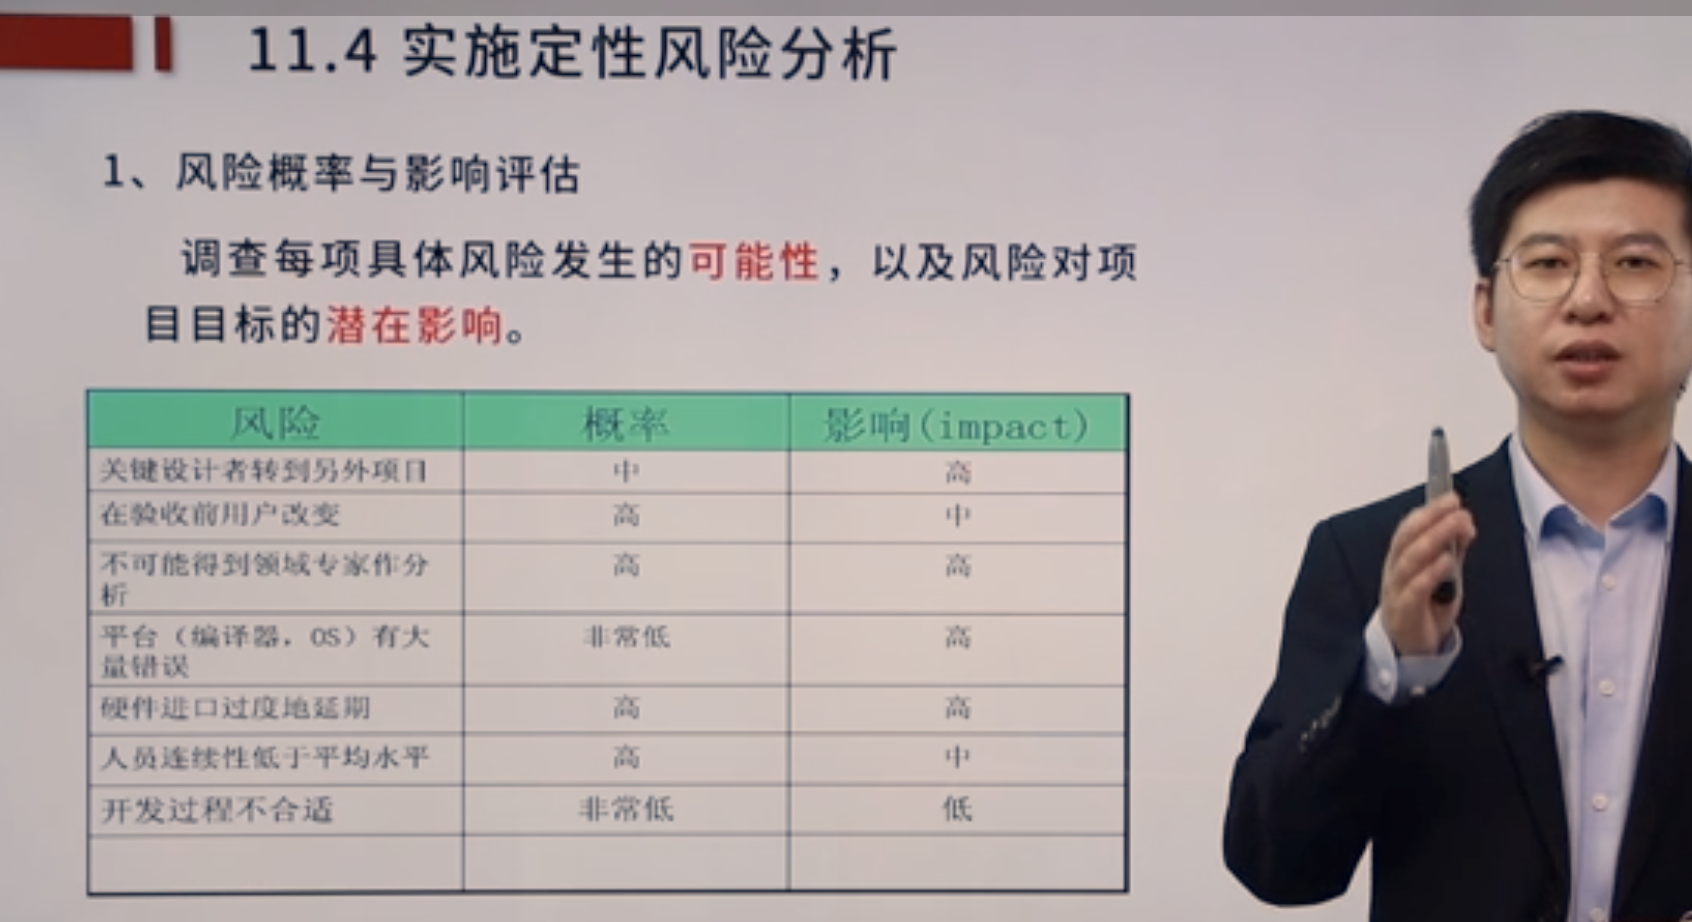 11.4 实施定性风险分析
1、风险概率与影响评估
调查每项具体风险发生的可能性，以及风险对项
目目标的潜在影响。
风险 概率 影响(impact)
关键设计者转到另外项目 中 高
在验收前用户改变 高 中
不可能得到领域专家作分
析 高 高
平台（编译器．OS）有大
量错误 非常低 高
硬件进口过度地延期 高 高
人员连续性低于平均水平 高 中
开发过程不合适 非常低 低